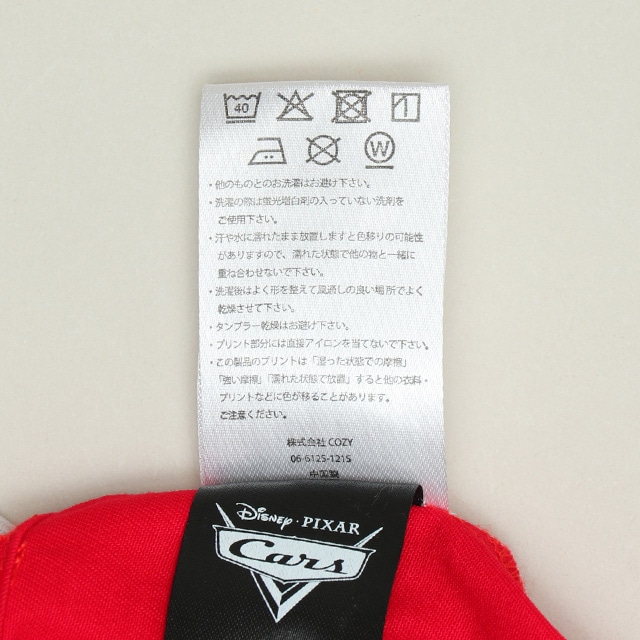 40
W
・他のものとのお洗濯はお避け下さい。
・洗濯の際は蛍光増白剤の入っていない洗剤を
ご使用下さい。
・汗や水に濡れたまま放置しますと色移りの可能性
がありますので、濡れた状態で他の物と一緒に
重ね合わせないで下さい。
・洗濯後はよく形を整えて風通しの良い場所でよく
乾燥させて下さい。
・タンブラー乾燥はお避け下さい。
・プリント部分には直接アイロンを当てないで下さい。
・この製品のプリントは「湿った状態での摩擦」
「強い摩擦」「濡れた状態で放置」すると他の衣料・
プリントなどに色が移ることがあります。
ご注意ください。
株式会社 COZY
06-6125-1215
中国製
Disney・PIXAR
Cars